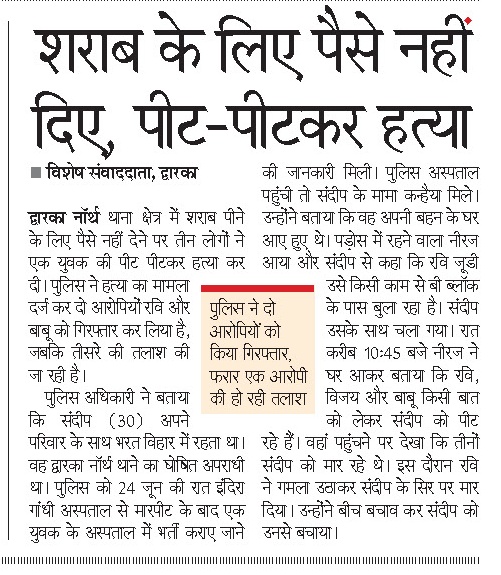 शराब के लिए पैसे नहीं
दिए, पीट-पीटकर हत्या
■ विशेष संवाददाता, द्वारका
द्वारका नॉर्थ थाना क्षेत्र में शराब पीने
के लिए पैसे नहीं देने पर तीन लोगों ने
एक युवक की पीट पीटकर हत्या कर
दी। पुलिस ने हत्या का मामला
दर्ज कर दो आरोपियों रवि और
बाबू को गिरफ्तार कर लिया है,
जबकि तीसरे की तलाश की
जा रही है।
पुलिस अधिकारी ने बताया
कि संदीप (30) अपने
परिवार के साथ भरत विहार में रहता था।
वह द्वारका नॉर्थ थाने का घोषित अपराधी
था। पुलिस को 24 जून की रात इंदिरा
गांधी अस्पताल से मारपीट के बाद एक
युवक के अस्पताल में भर्ती कराए जाने
पुलिस ने दो
आरोपियों को
किया गिरफ्तार,
फरार एक आरोपी
की हो रही तलाश
की जानकारी मिली। पुलिस अस्पताल
पहुंची तो संदीप के मामा कन्हैया मिले।
उन्होंने बताया कि वह अपनी बहन के घर
आए हुए थे। पड़ोस में रहने वाला नीरज
आया और संदीप से कहा कि रवि जूडी
उसे किसी काम से बी ब्लॉक
के पास बुला रहा है। संदीप
उसके साथ चला गया। रात
करीब 10:45 बजे नीरज ने
घर आकर बताया कि रवि,
विजय और बाबू किसी बात
को लेकर संदीप को पीट
रहे हैं। वहां पहुंचने पर देखा कि तीनों
संदीप को मार रहे थे। इस दौरान रवि
ने गमला उठाकर संदीप के सिर पर मार
दिया। उन्होंने बीच बचाव कर संदीप को
उनसे बचाया।